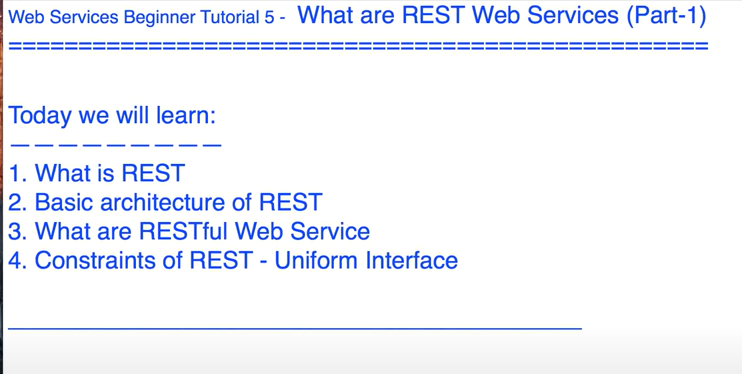 Web Services Beginner Tutorial 5 - What are REST Web Services (Part-1)
==================================================
Today we will learn:
— — — — — — — — —
1. What is REST
2. Basic architecture of REST
3. What are RESTful Web Service
4. Constraints of REST - Uniform Interface